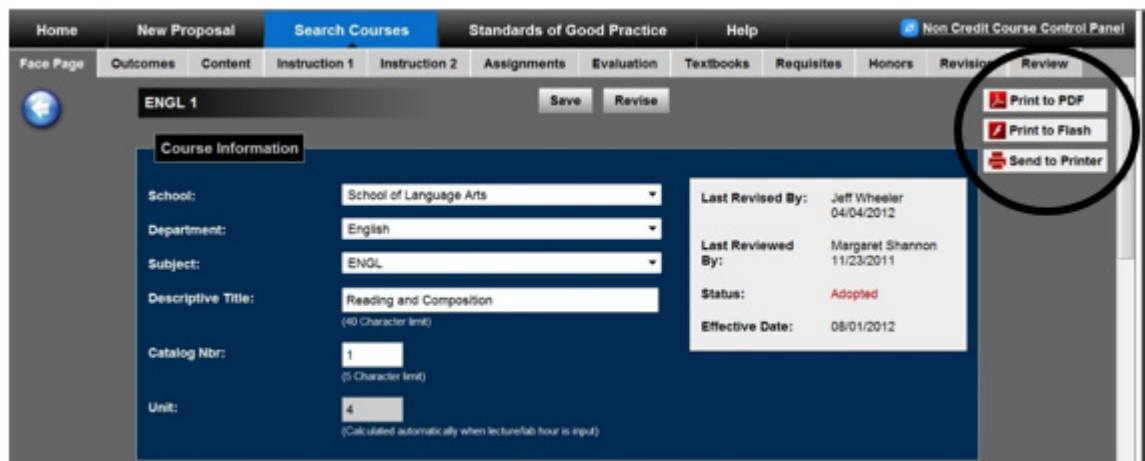 Home New Proposal Search Courses Standards of Good Practice Help Non Credit Course Control Panel
Face Page Outcomes Content Instruction 1 Instruction 2 Assignments Evaluation Textbooks Requisites Honors Revision Review
ENGL 1 Save Revise Print to PDF
Print to Flash
Course Information Send to Printer
School: School of Language Arts Last Revised By: Jeff Wheeler
04/04/2012
Department: English
Last Reviewed By: Margaret Shannon
11/23/2011
Subject: ENGL
Descriptive Title: Reading and Composition Status: Adopted
(40 Character limit)
Effective Date: 08/01/2012
Catalog Nbr: 1
(5 Character limit)
Unit: 4
(Calculated automatically when lecture/lab hour is input)